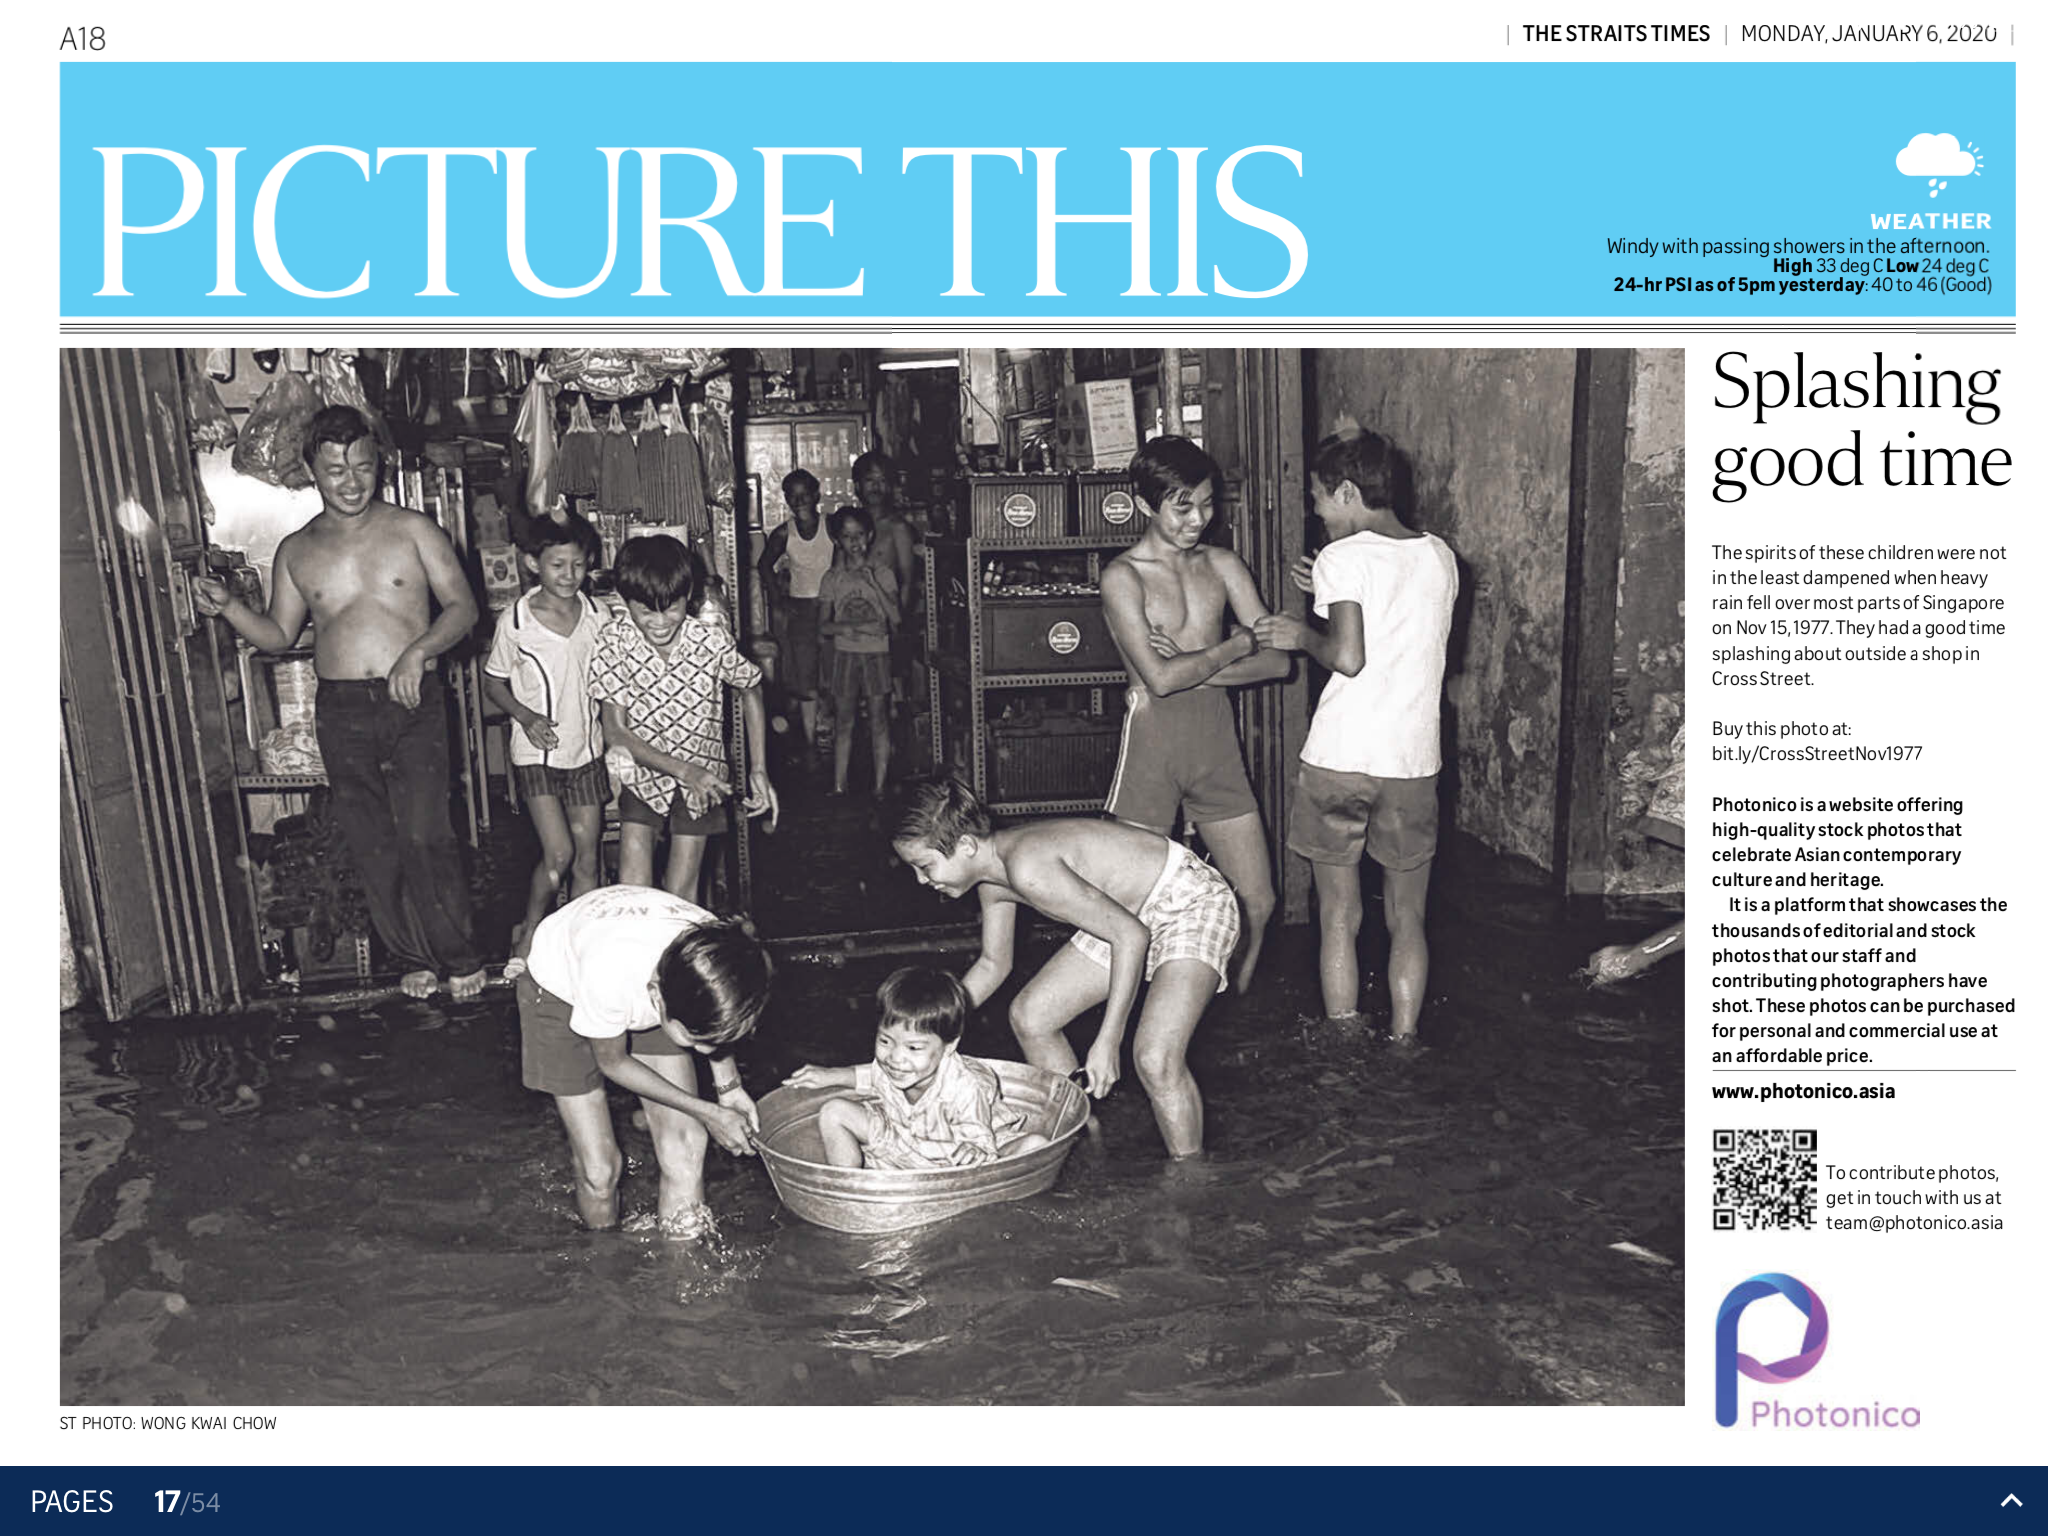 A18
| THE STRAITS TIMES | MONDAY, JANUARY 6, 2020 |
PICTURE THIS
WEATHER
Windy with passing showers in the afternoon.
High 33 deg C Low 24 deg C
24-hr PSI as of 5pm yesterday: 40 to 46 (Good)
Splashing
good time
The spirits of these children were not
in the least dampened when heavy
rain fell over most parts of Singapore
on Nov 15, 1977. They had a good time
splashing about outside a shop in
Cross Street.
Buy this photo at:
bit.ly/CrossStreetNov1977
Photonico is a website offering
high-quality stock photos that
celebrate Asian contemporary
culture and heritage.
It is a platform that showcases the
thousands of editorial and stock
photos that our staff and
contributing photographers have
shot. These photos can be purchased
for personal and commercial use at
an affordable price.
www.photonico.asia
To contribute photos,
get in touch with us at
team@photonico.asia
Photonico
ST PHOTO: WONG KWAI CHOW
PAGES 17/54